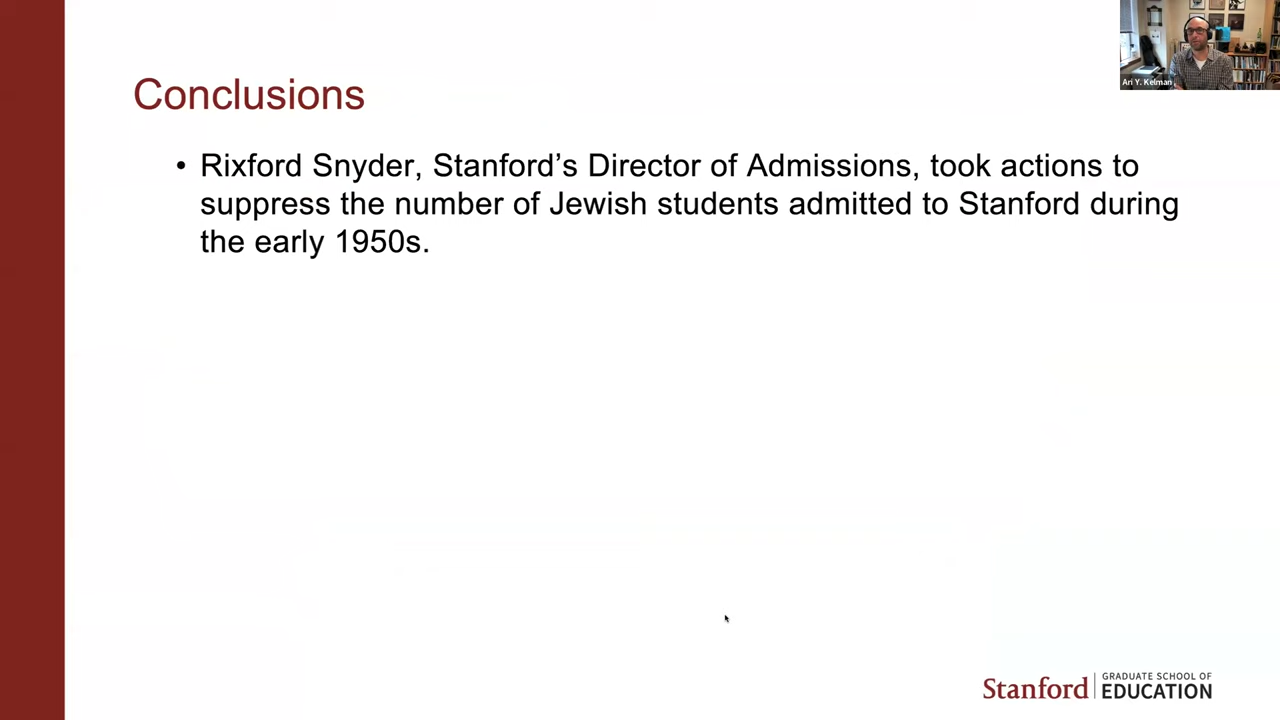 Conclusions
Ari Y. Kelman
• Rixford Snyder, Stanford’s Director of Admissions, took actions to
suppress the number of Jewish students admitted to Stanford during
the early 1950s.
Stanford | GRADUATE SCHOOL OF
EDUCATION